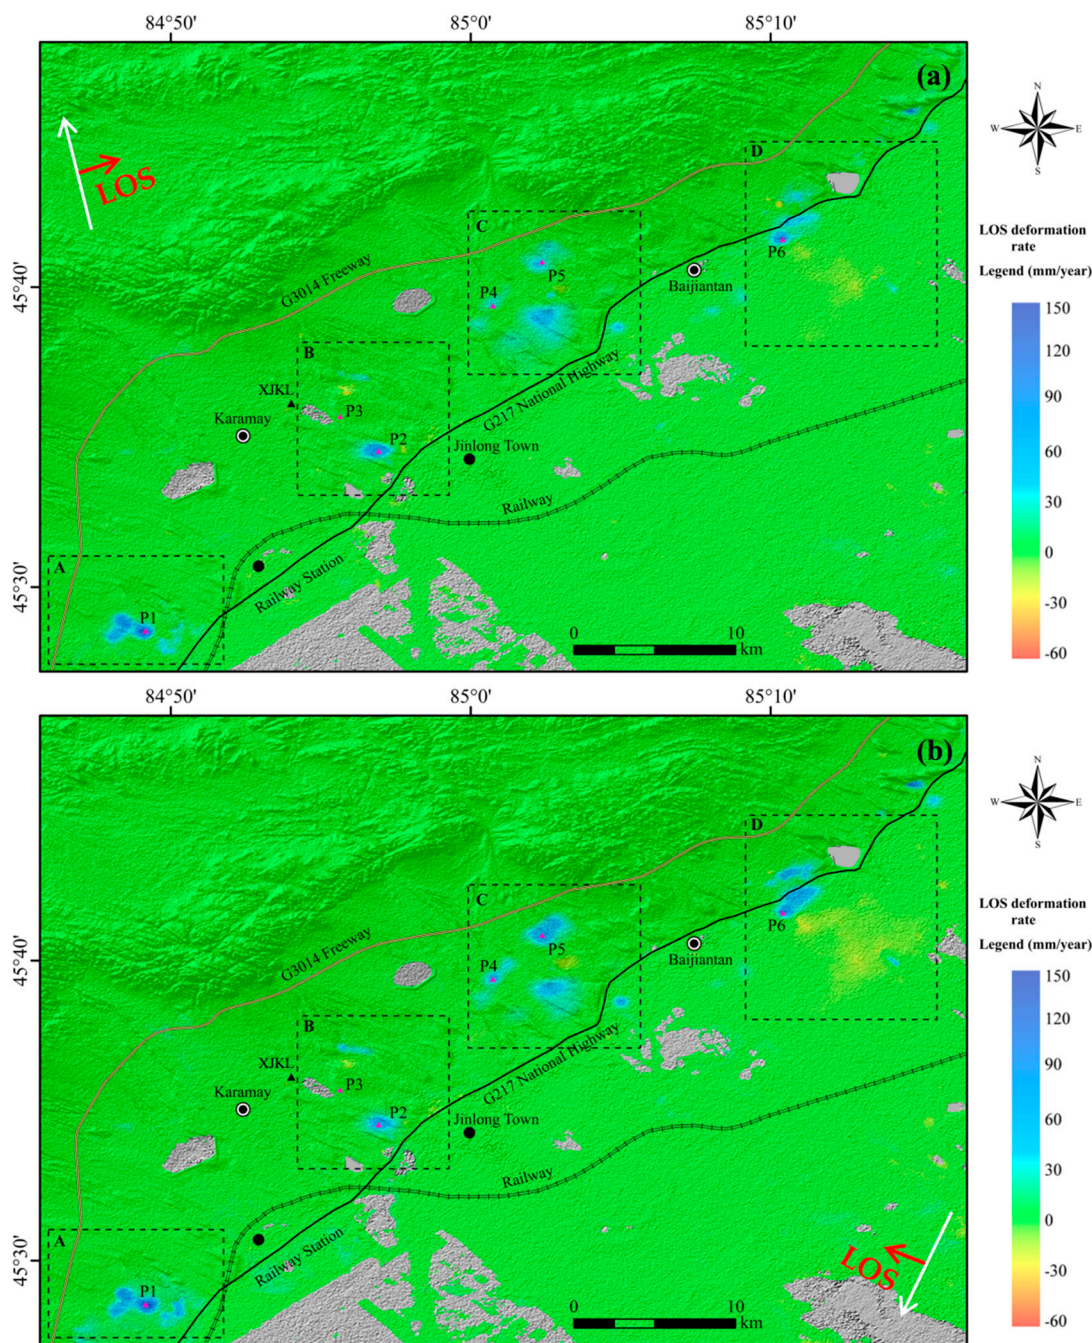 84°50'
85°0'
85°10'
(a)
N
W
E
S
LOS
D
C
P6
P5
G3014 Freeway
P4
Baijiantan
45°40'
B
XJKL
P3
Karamay
P2
G217 National Highway
Jinlong Town
Railway
A
Railway Station
45°30'
P1
0
10
km
LOS deformation
rate
Legend (mm/year)
150
120
90
60
30
0
-30
-60
84°50'
85°0'
85°10'
(b)
N
W
E
S
D
C
P6
P5
G3014 Freeway
P4
Baijiantan
45°40'
B
XJKL
P3
Karamay
P2
G217 National Highway
Jinlong Town
Railway
A
Railway Station
LOS
45°30'
P1
0
10
km
LOS deformation
rate
Legend (mm/year)
150
120
90
60
30
0
-30
-60